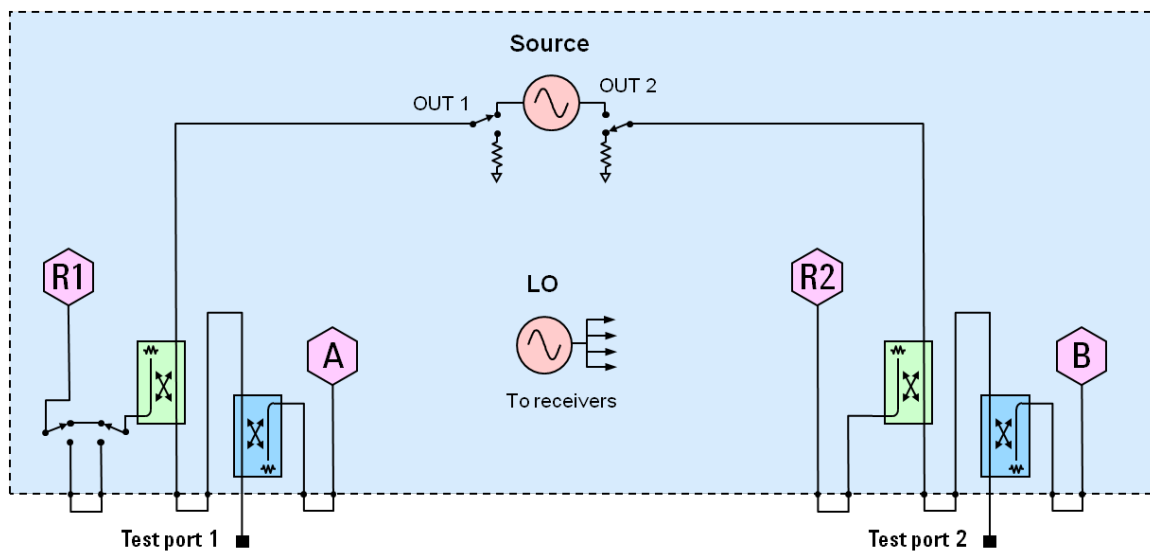 Source
OUT 1
OUT 2
R1
LO
R2
A
B
To receivers
Test port 1
Test port 2